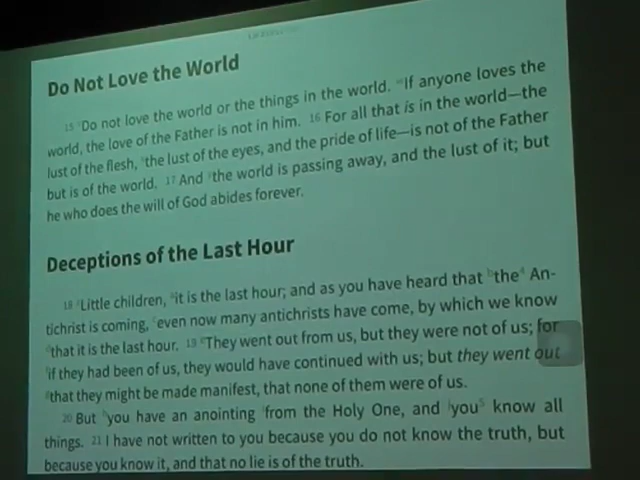 Do Not Love the World
15 Do not love the world or the things in the world. If anyone loves the
world, the love of the Father is not in him. 16 For all that is in the world—the
lust of the flesh, the lust of the eyes, and the pride of life—is not of the Father
but is of the world. 17 And the world is passing away, and the lust of it; but
he who does the will of God abides forever.
Deceptions of the Last Hour
18 Little children, it is the last hour; and as you have heard that the An-
tichrist is coming, even now many antichrists have come, by which we know
that it is the last hour. 19 They went out from us, but they were not of us; for
if they had been of us, they would have continued with us; but they went out
that they might be made manifest, that none of them were of us.
20 But you have an anointing from the Holy One, and you know all
things. 21 I have not written to you because you do not know the truth, but
because you know it, and that no lie is of the truth.